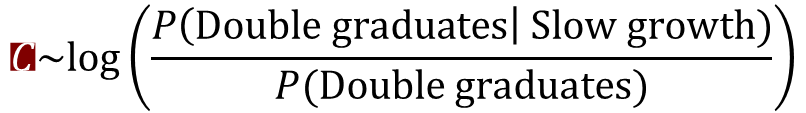 C~log(P(Double graduates| Slow growth)
P(Double graduates))